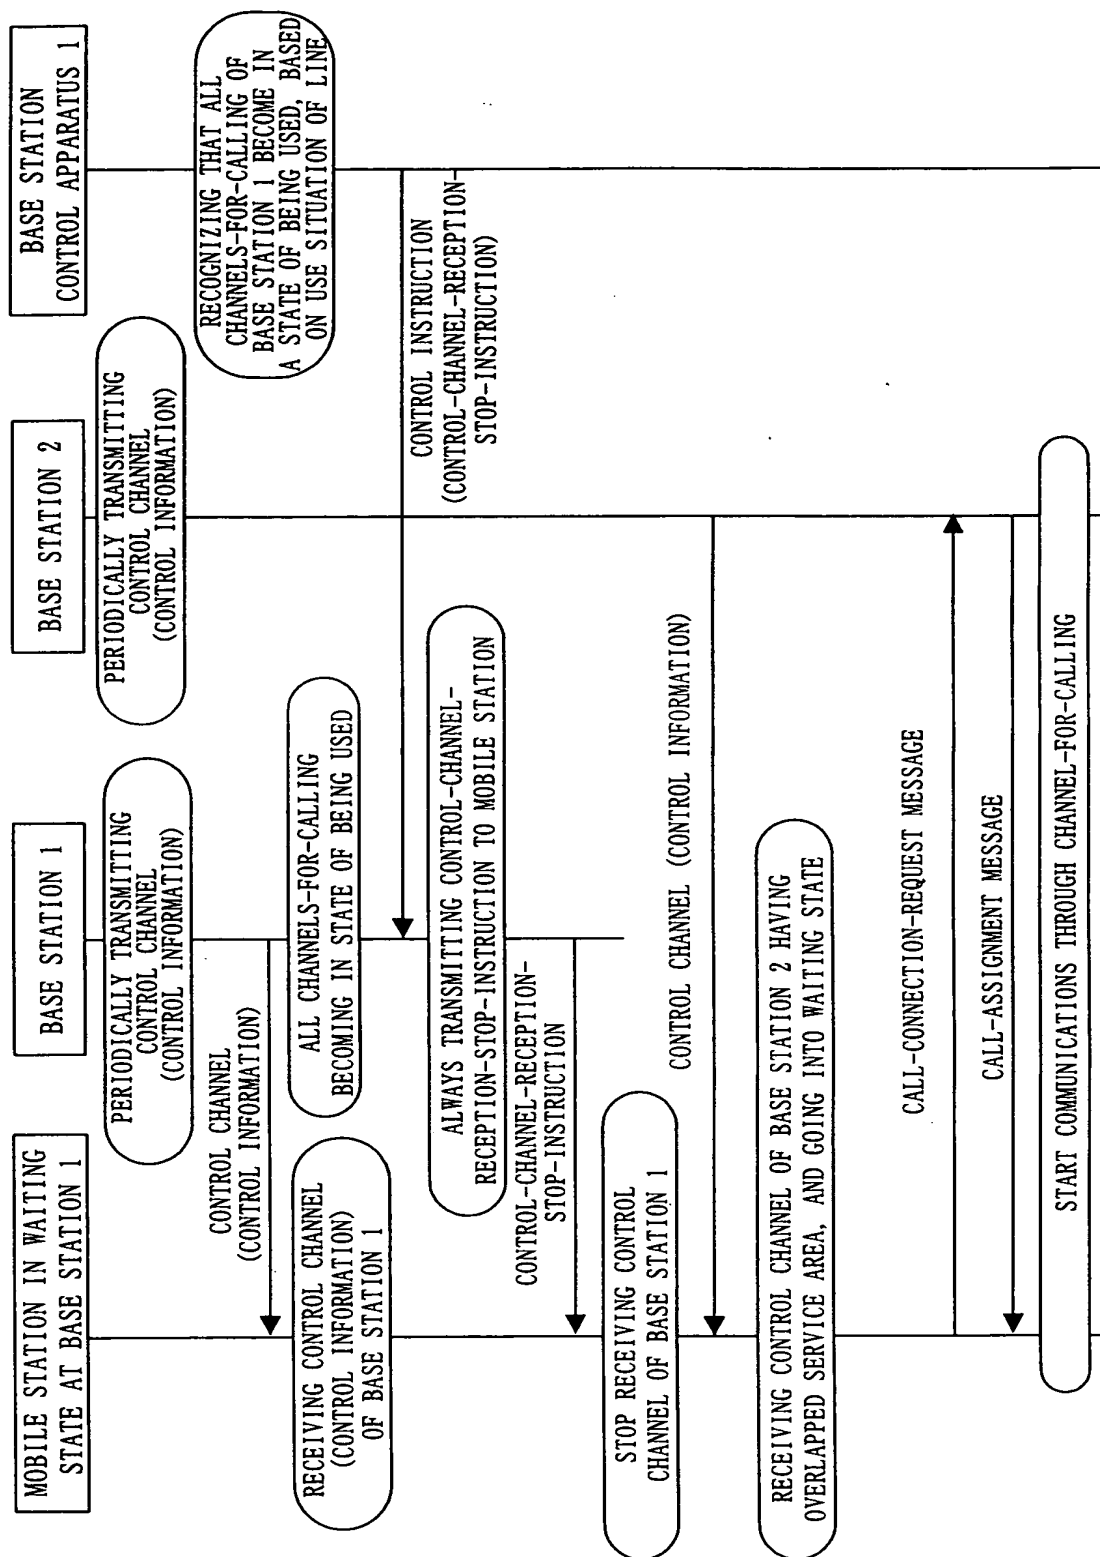 MOBILE STATION IN WAITING
STATE AT BASE STATION 1
BASE STATION 1
BASE STATION 2
BASE STATION
CONTROL APPARATUS 1
PERIODICALLY TRANSMITTING
CONTROL CHANNEL
(CONTROL INFORMATION)
PERIODICALLY TRANSMITTING
CONTROL CHANNEL
(CONTROL INFORMATION)
RECOGNIZING THAT ALL
CHANNELS-FOR-CALLING OF
BASE STATION 1 BECOME IN
A STATE OF BEING USED, BASED
ON USE SITUATION OF LINE
CONTROL CHANNEL
(CONTROL INFORMATION)
RECEIVING CONTROL CHANNEL
(CONTROL INFORMATION)
OF BASE STATION 1
ALL CHANNELS-FOR-CALLING
BECOMING IN STATE OF BEING USED
CONTROL INSTRUCTION
(CONTROL-CHANNEL-RECEPTION-
STOP-INSTRUCTION)
ALWAYS TRANSMITTING CONTROL-CHANNEL-
RECEPTION-STOP-INSTRUCTION TO MOBILE STATION
CONTROL-CHANNEL-RECEPTION-
STOP-INSTRUCTION
STOP RECEIVING CONTROL
CHANNEL OF BASE STATION 1
CONTROL CHANNEL (CONTROL INFORMATION)
RECEIVING CONTROL CHANNEL OF BASE STATION 2 HAVING
OVERLAPPED SERVICE AREA, AND GOING INTO WAITING STATE
CALL-CONNECTION-REQUEST MESSAGE
CALL-ASSIGNMENT MESSAGE
START COMMUNICATIONS THROUGH CHANNEL-FOR-CALLING